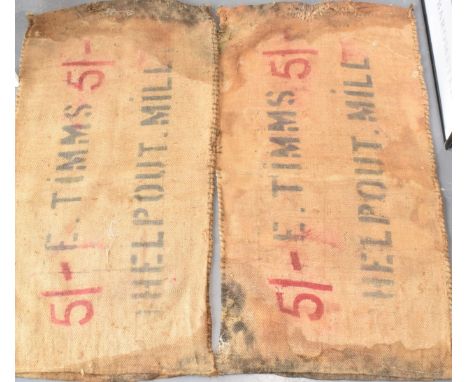 5/- E. TIMMS 5/-
HELPOUT. MILL
5/- E. TIMMS 5/-
HELPOUT. MILL